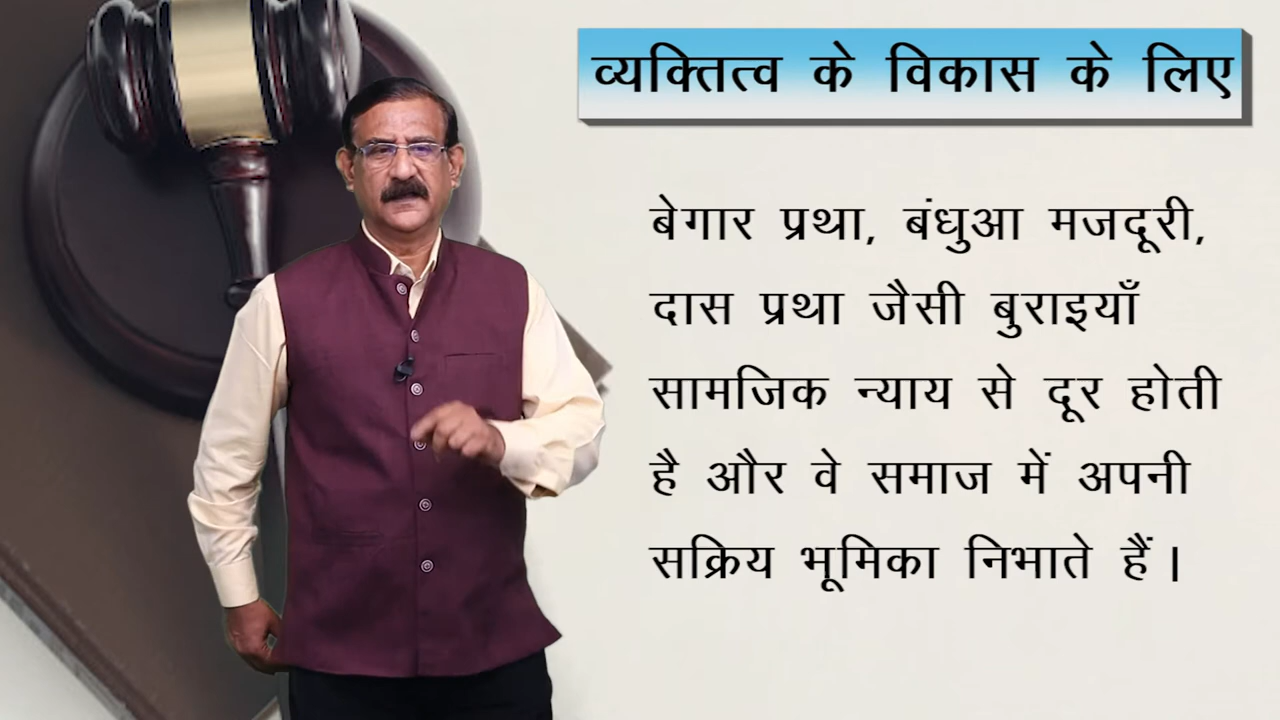 व्यक्तित्व के विकास के लिए
बेगार प्रथा, बंधुआ मजदूरी,
दास प्रथा जैसी बुराइयाँ
सामजिक न्याय से दूर होती
है और वे समाज में अपनी
सक्रिय भूमिका निभाते हैं।